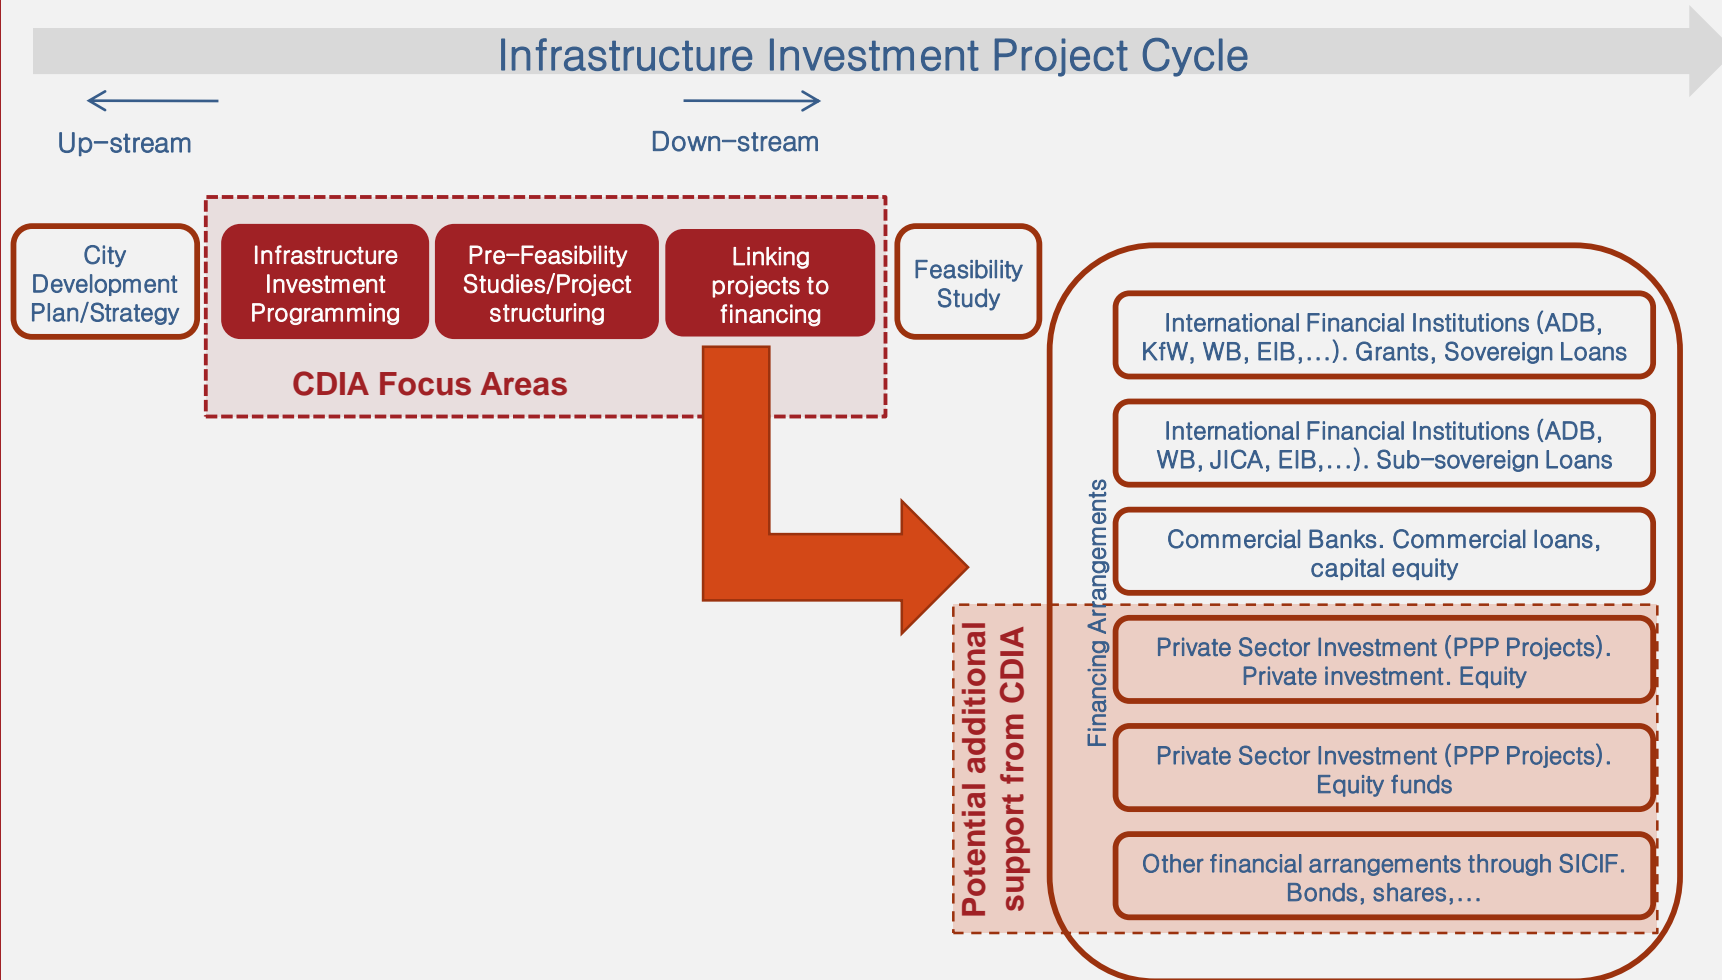 Infrastructure Investment Project Cycle
Up-stream
Down-stream
City
Development
Plan/Strategy
Infrastructure
Investment
Programming
Pre-Feasibility
Studies/Project
structuring
Linking
projects to
financing
Feasibility
Study
CDIA Focus Areas
Financing Arrangements
International Financial Institutions (ADB,
KfW, WB, EIB,...). Grants, Sovereign Loans
International Financial Institutions (ADB,
WB, JICA, EIB,...). Sub-sovereign Loans
Commercial Banks. Commercial loans,
capital equity
Potential additional
support from CDIA
Private Sector Investment (PPP Projects).
Private investment. Equity
Private Sector Investment (PPP Projects).
Equity funds
Other financial arrangements through SICIF.
Bonds, shares,...